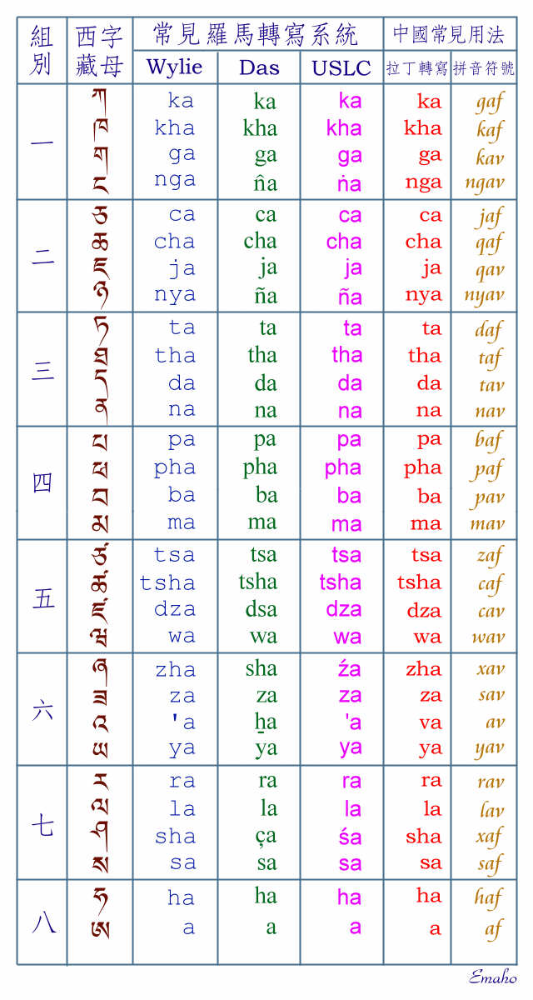 組別 西藏字母 常見羅馬轉寫系統 中國常見用法
Wylie Das USLC 拉丁轉寫 拼音符號
一 ཀ ka ka ka ka gaf
ཁ kha kha kha kha kaf
ག ga ga ga ga kav
ང nga n̂a ṅa nga ngav
二 ཅ ca ca ca ca jaf
ཆ cha cha cha cha qaf
ཇ ja ja ja ja qav
ཉ nya ña ña nya nyav
三 ཏ ta ta ta ta daf
ཐ tha tha tha tha taf
ད da da da da tav
ན na na na na nav
四 པ pa pa pa pa baf
ཕ pha pha pha pha paf
བ ba ba ba ba pav
མ ma ma ma ma mav
五 ཙ tsa tsa tsa tsa zaf
ཚ tsha tsha tsha tsha caf
ཛ dza dsa dza dza cav
ཝ wa wa wa wa wav
六 ཞ zha sha źa zha xav
ཟ za za za za sav
འ 'a ẖa 'a va av
ཡ ya ya ya ya yav
七 ར ra ra ra ra rav
ལ la la la la lav
ཤ sha ça śa sha xaf
ས sa sa sa sa saf
八 ཧ ha ha ha ha haf
ཨ a a a a af
Emaho